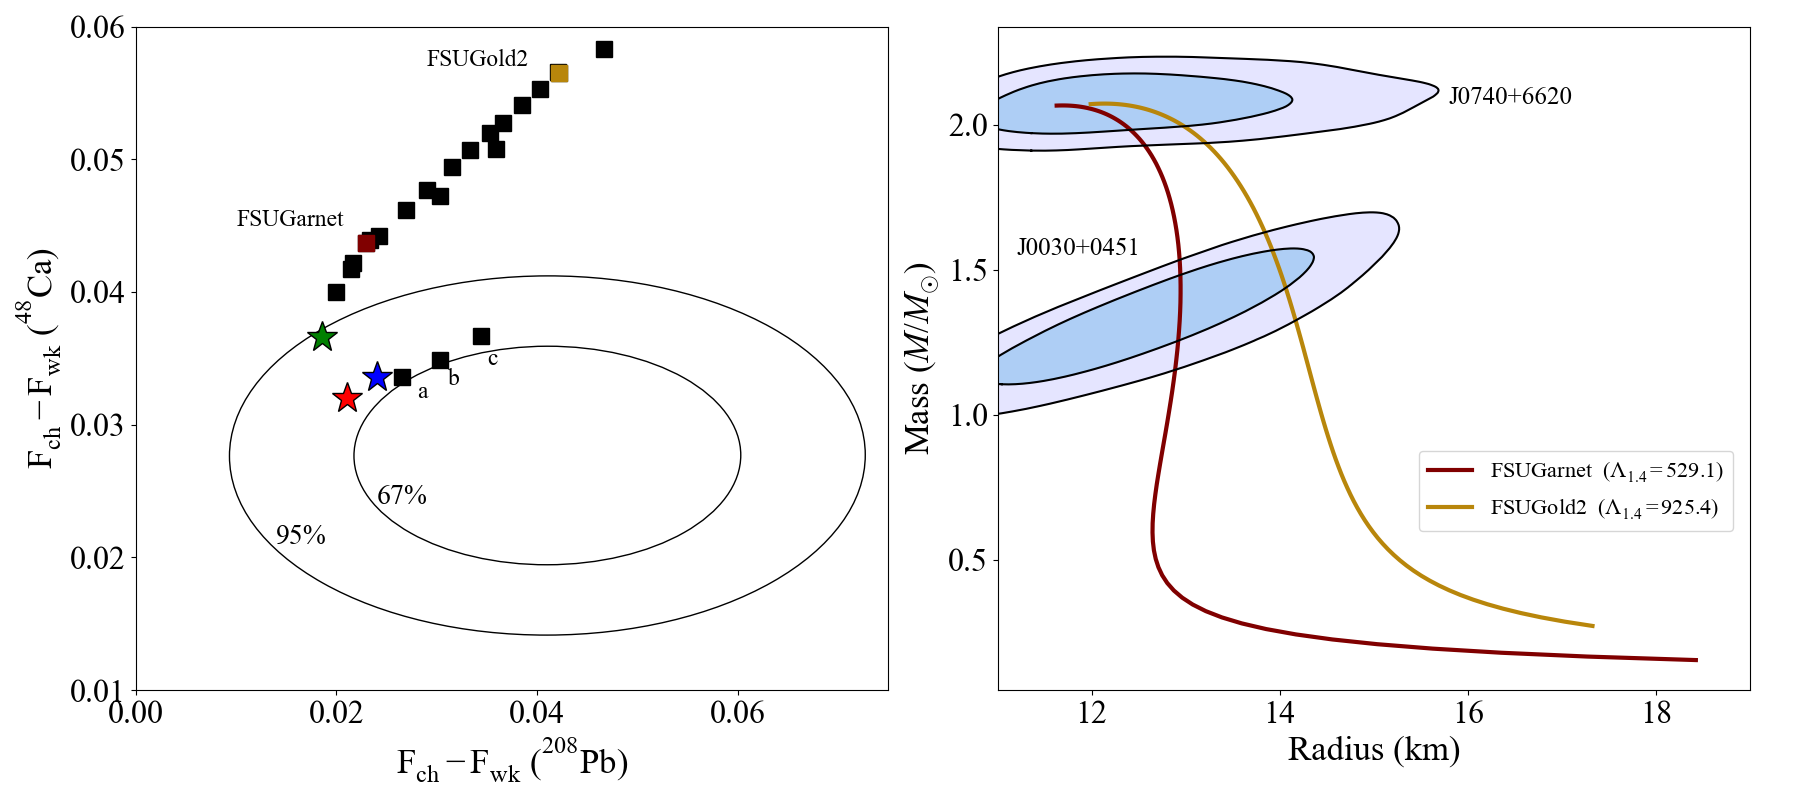 0.06
0.05
0.04
0.03
0.02
0.01
F_ch − F_wk (^48Ca)
FSUGold2
FSUGarnet
a
b
c
67%
95%
0.00
0.02
0.04
0.06
F_ch − F_wk (^208Pb)
2.0
1.5
1.0
0.5
Mass (M/M_⊙)
J0740+6620
J0030+0451
FSUGarnet (Λ_1.4 = 529.1)
FSUGold2 (Λ_1.4 = 925.4)
12
14
16
18
Radius (km)